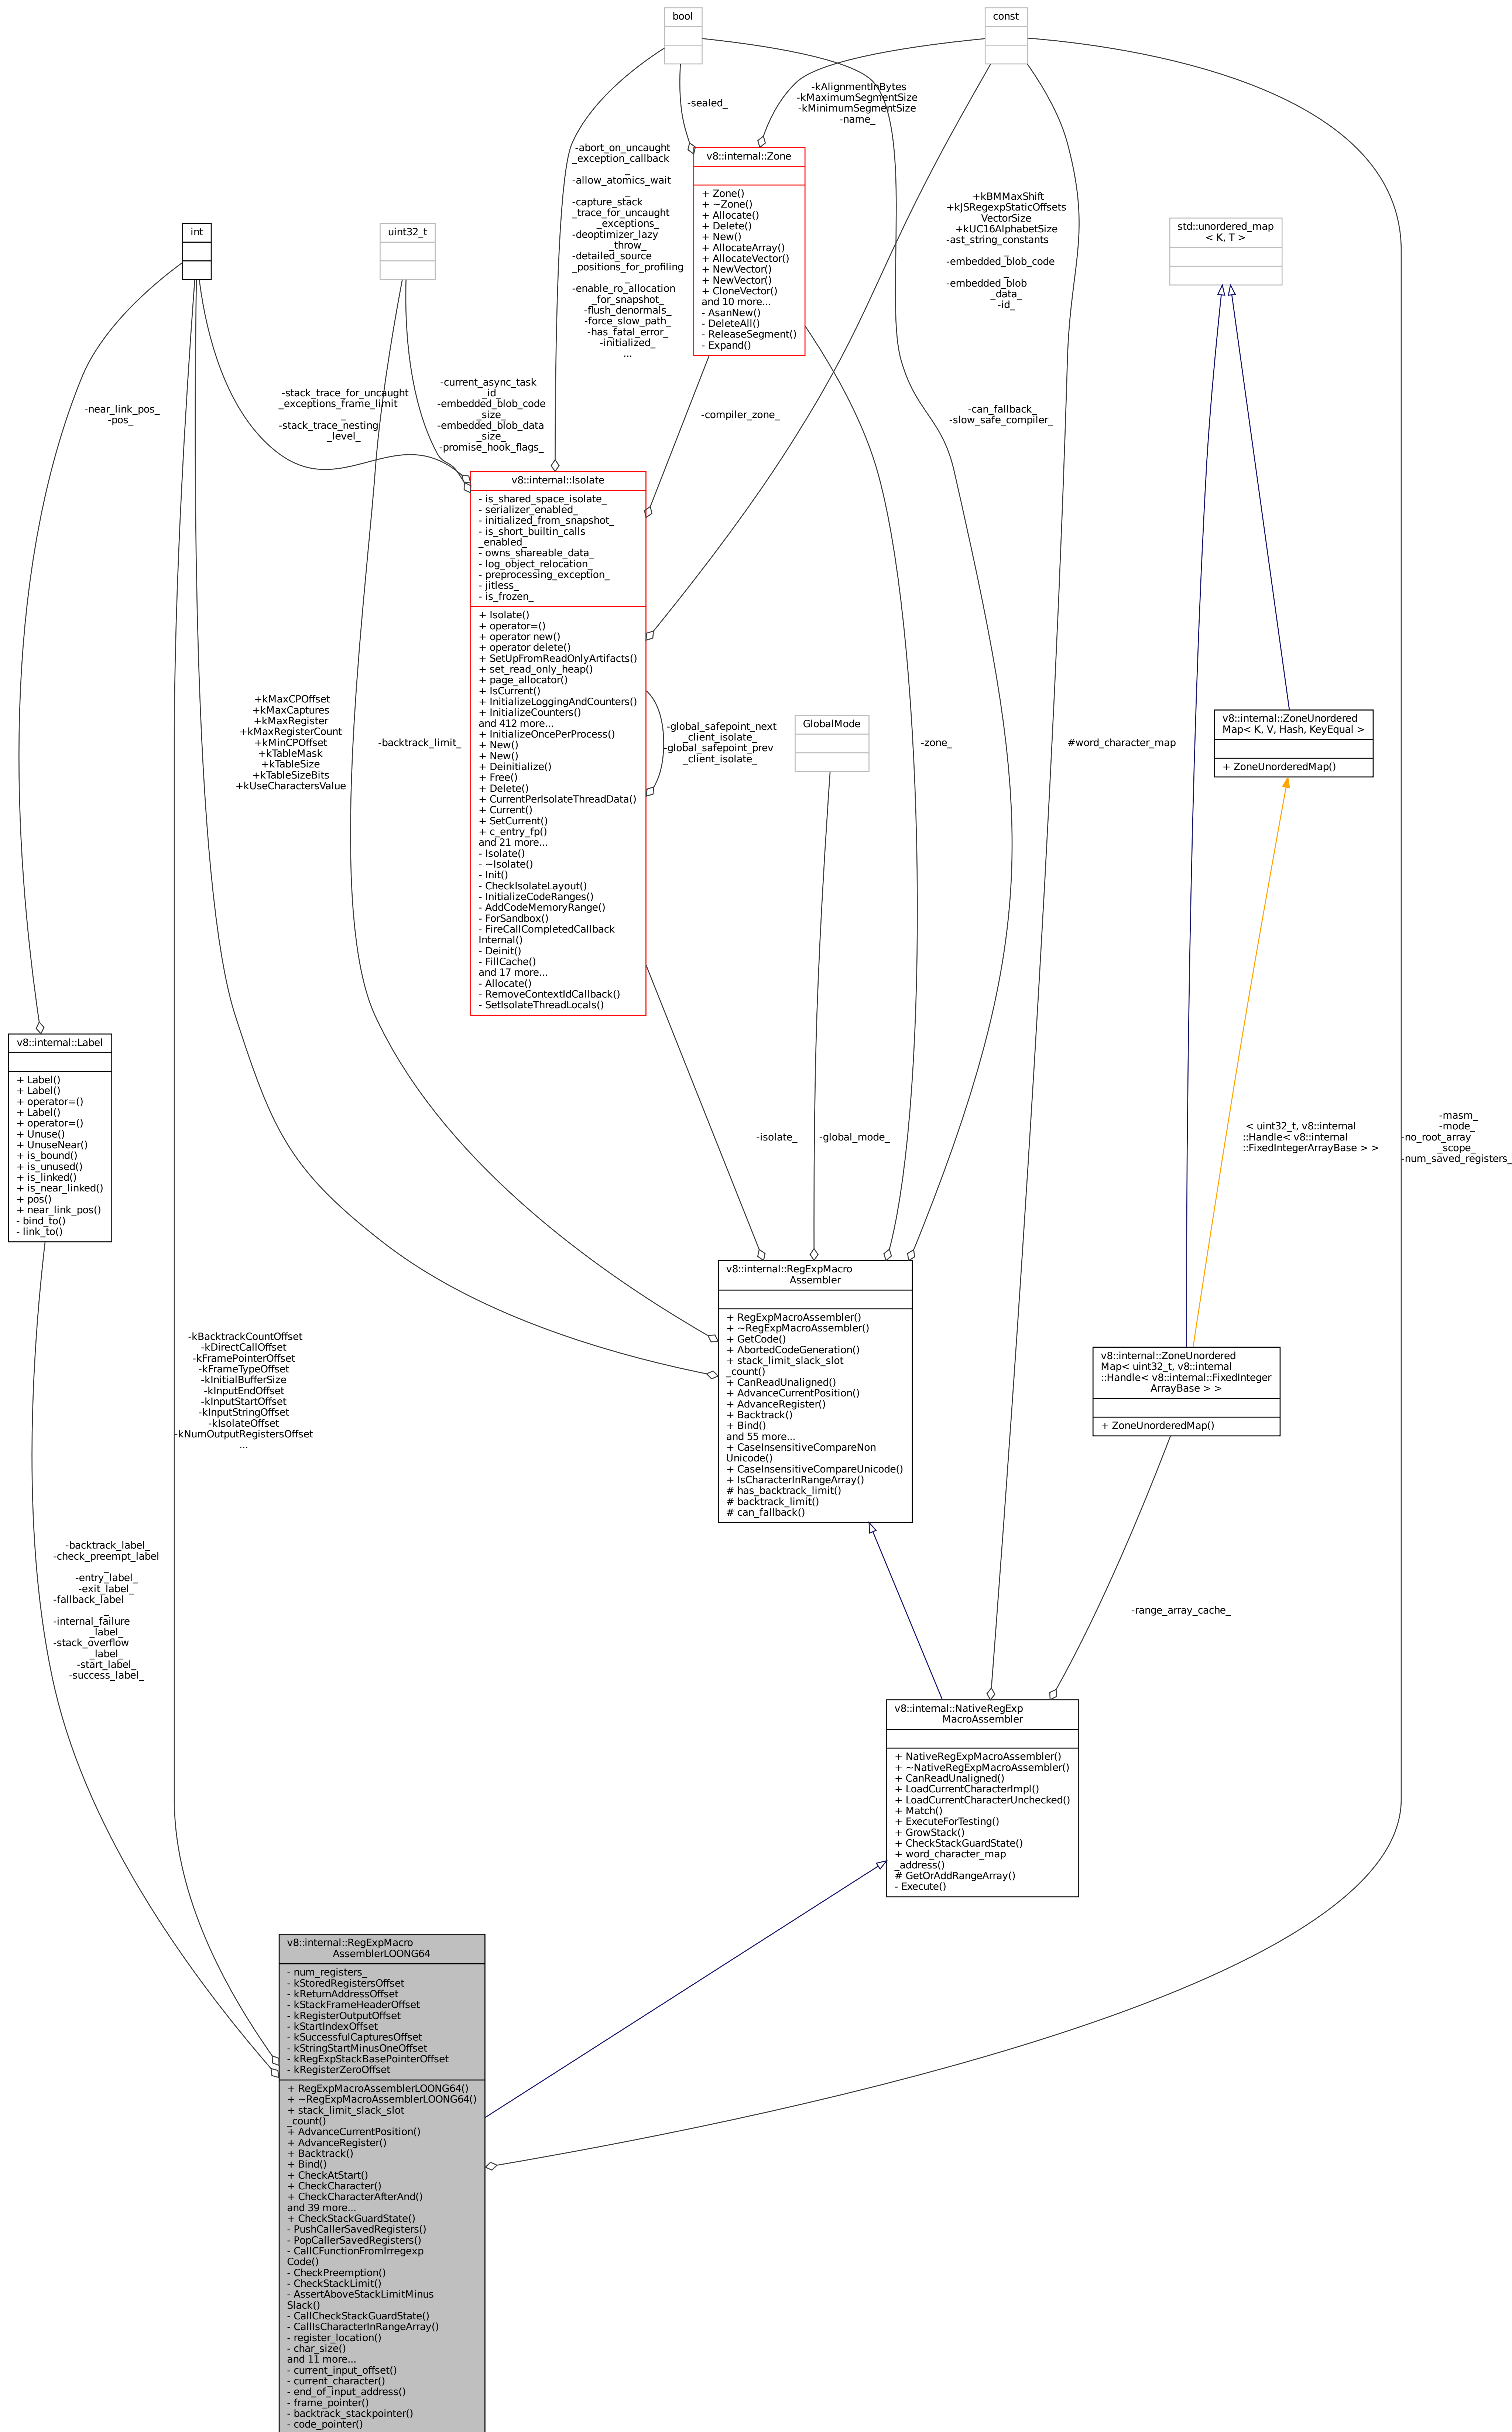 bool
const
-sealed_
-kAlignmentInBytes
-kMaximumSegmentSize
-kMinimumSegmentSize
-name_
-abort_on_uncaught
_exception_callback
_
-allow_atomics_wait
_
-capture_stack
_trace_for_uncaught
_exceptions_
-deoptimizer_lazy
_throw_
-detailed_source
_positions_for_profiling
_
-enable_ro_allocation
_for_snapshot_
-flush_denormals_
-force_slow_path_
-has_fatal_error_
-initialized_
...
v8::internal::Zone
+ Zone()
+ ~Zone()
+ Allocate()
+ Delete()
+ New()
+ AllocateArray()
+ AllocateVector()
+ NewVector()
+ NewVector()
+ CloneVector()
and 10 more...
- AsanNew()
- DeleteAll()
- ReleaseSegment()
- Expand()
+kBMMaxShift
+kJSRegexpStaticOffsets
VectorSize
+kUC16AlphabetSize
-ast_string_constants
_
-embedded_blob_code
_
-embedded_blob
_data_
-id_
int
uint32_t
std::unordered_map
< K, T >
-near_link_pos_
-pos_
-stack_trace_for_uncaught
_exceptions_frame_limit
_
-stack_trace_nesting
_level_
-current_async_task
_id_
-embedded_blob_code
_size_
-embedded_blob_data
_size_
-promise_hook_flags_
-compiler_zone_
-can_fallback_
-slow_safe_compiler_
v8::internal::Isolate
- is_shared_space_isolate_
- serializer_enabled_
- initialized_from_snapshot_
- is_short_builtin_calls
_enabled_
- owns_shareable_data_
- log_object_relocation_
- preprocessing_exception_
- jitless_
- is_frozen_
+ Isolate()
+ operator=()
+ operator new()
+ operator delete()
+ SetUpFromReadOnlyArtifacts()
+ set_read_only_heap()
+ page_allocator()
+ IsCurrent()
+ InitializeLoggingAndCounters()
+ InitializeCounters()
and 412 more...
+ InitializeOncePerProcess()
+ New()
+ New()
+ Deinitialize()
+ Free()
+ Delete()
+ CurrentPerIsolateThreadData()
+ Current()
+ SetCurrent()
+ c_entry_fp()
and 21 more...
- Isolate()
- ~Isolate()
- Init()
- CheckIsolateLayout()
- InitializeCodeRanges()
- AddCodeMemoryRange()
- ForSandbox()
- FireCallCompletedCallback
Internal()
- Deinit()
- FillCache()
and 17 more...
- Allocate()
- RemoveContextIdCallback()
- SetIsolateThreadLocals()
+kMaxCPOffset
+kMaxCaptures
+kMaxRegister
+kMaxRegisterCount
+kMinCPOffset
+kTableMask
+kTableSize
+kTableSizeBits
+kUseCharactersValue
-backtrack_limit_
-global_safepoint_next
_client_isolate_
-global_safepoint_prev
_client_isolate_
GlobalMode
-zone_
#word_character_map
v8::internal::ZoneUnordered
Map< K, V, Hash, KeyEqual >
+ ZoneUnorderedMap()
v8::internal::Label
+ Label()
+ Label()
+ operator=()
+ Label()
+ operator=()
+ Unuse()
+ UnuseNear()
+ is_bound()
+ is_unused()
+ is_linked()
+ is_near_linked()
+ pos()
+ near_link_pos()
- bind_to()
- link_to()
-isolate_
-global_mode_
< uint32_t, v8::internal
::Handle< v8::internal
::FixedIntegerArrayBase > >
-masm_
-mode_
-no_root_array
_scope_
-num_saved_registers_
v8::internal::RegExpMacro
Assembler
+ RegExpMacroAssembler()
+ ~RegExpMacroAssembler()
+ GetCode()
+ AbortedCodeGeneration()
+ stack_limit_slack_slot
_count()
+ CanReadUnaligned()
+ AdvanceCurrentPosition()
+ AdvanceRegister()
+ Backtrack()
+ Bind()
and 55 more...
+ CaseInsensitiveCompareNon
Unicode()
+ CaseInsensitiveCompareUnicode()
+ IsCharacterInRangeArray()
# has_backtrack_limit()
# backtrack_limit()
# can_fallback()
-kBacktrackCountOffset
-kDirectCallOffset
-kFramePointerOffset
-kFrameTypeOffset
-kInitialBufferSize
-kInputEndOffset
-kInputStartOffset
-kInputStringOffset
-kIsolateOffset
-kNumOutputRegistersOffset
...
v8::internal::ZoneUnordered
Map< uint32_t, v8::internal
::Handle< v8::internal::FixedInteger
ArrayBase > >
+ ZoneUnorderedMap()
-backtrack_label_
-check_preempt_label
_
-entry_label_
-exit_label_
-fallback_label
_
-internal_failure
_label_
-stack_overflow
_label_
-start_label_
-success_label_
-range_array_cache_
v8::internal::NativeRegExp
MacroAssembler
+ NativeRegExpMacroAssembler()
+ ~NativeRegExpMacroAssembler()
+ CanReadUnaligned()
+ LoadCurrentCharacterImpl()
+ LoadCurrentCharacterUnchecked()
+ Match()
+ ExecuteForTesting()
+ GrowStack()
+ CheckStackGuardState()
+ word_character_map
_address()
# GetOrAddRangeArray()
- Execute()
v8::internal::RegExpMacro
AssemblerLOONG64
- num_registers_
- kStoredRegistersOffset
- kReturnAddressOffset
- kStackFrameHeaderOffset
- kRegisterOutputOffset
- kStartIndexOffset
- kSuccessfulCapturesOffset
- kStringStartMinusOneOffset
- kRegExpStackBasePointerOffset
- kRegisterZeroOffset
+ RegExpMacroAssemblerLOONG64()
+ ~RegExpMacroAssemblerLOONG64()
+ stack_limit_slack_slot
_count()
+ AdvanceCurrentPosition()
+ AdvanceRegister()
+ Backtrack()
+ Bind()
+ CheckAtStart()
+ CheckCharacter()
+ CheckCharacterAfterAnd()
and 39 more...
+ CheckStackGuardState()
- PushCallerSavedRegisters()
- PopCallerSavedRegisters()
- CallCFunctionFromIrregexp
Code()
- CheckPreemption()
- CheckStackLimit()
- AssertAboveStackLimitMinus
Slack()
- CallCheckStackGuardState()
- CallIsCharacterInRangeArray()
- register_location()
- char_size()
and 11 more...
- current_input_offset()
- current_character()
- end_of_input_address()
- frame_pointer()
- backtrack_stackpointer()
- code_pointer()